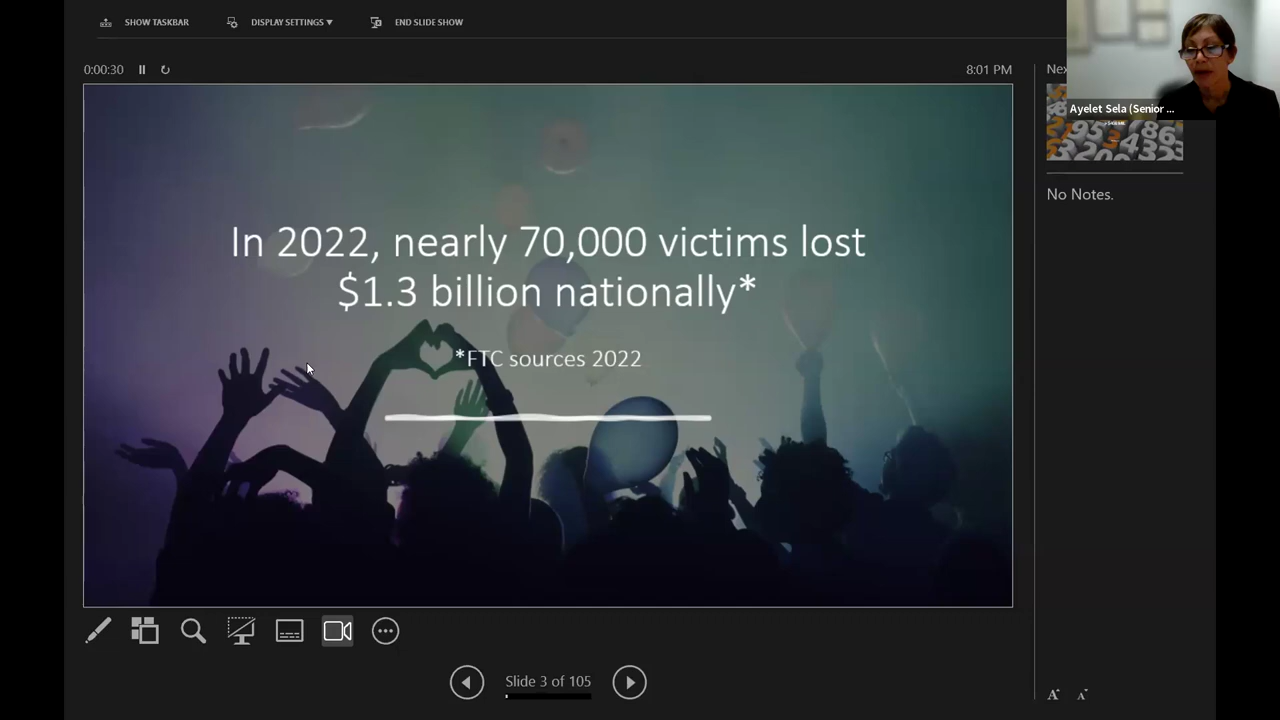 SHOW TASKBAR
DISPLAY SETTINGS ▼
END SLIDE SHOW
0:00:30
8:01 PM
Nex
Ayelet Sela (Senior ...
In 2022, nearly 70,000 victims lost
$1.3 billion nationally*
*FTC sources 2022
No Notes.
Slide 3 of 105
A A